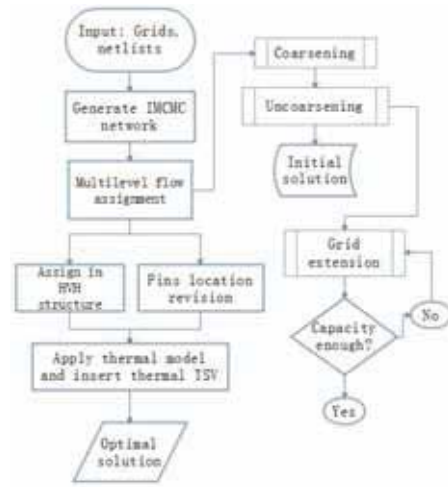 Input: Grids,
netlists
Generate IMCMC
network
Multilevel flow
assignment
Assign in
HVH
structure
Pins location
revision
Apply thermal model
and insert thermal TSV
Optimal
solution
Coarsening
Uncoarsening
Initial
solution
Grid
extension
Capacity
enough?
No
Yes